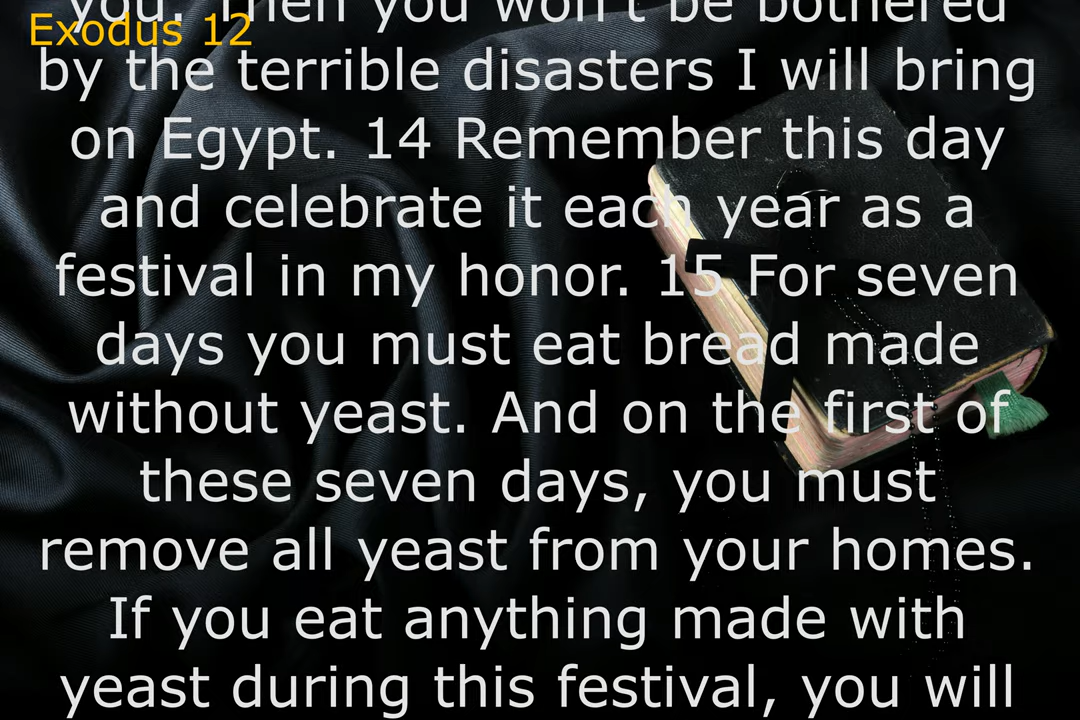 you. Then you won't be bothered
Exodus 12
by the terrible disasters I will bring
on Egypt. 14 Remember this day
and celebrate it each year as a
festival in my honor. 15 For seven
days you must eat bread made
without yeast. And on the first of
these seven days, you must
remove all yeast from your homes.
If you eat anything made with
yeast during this festival, you will